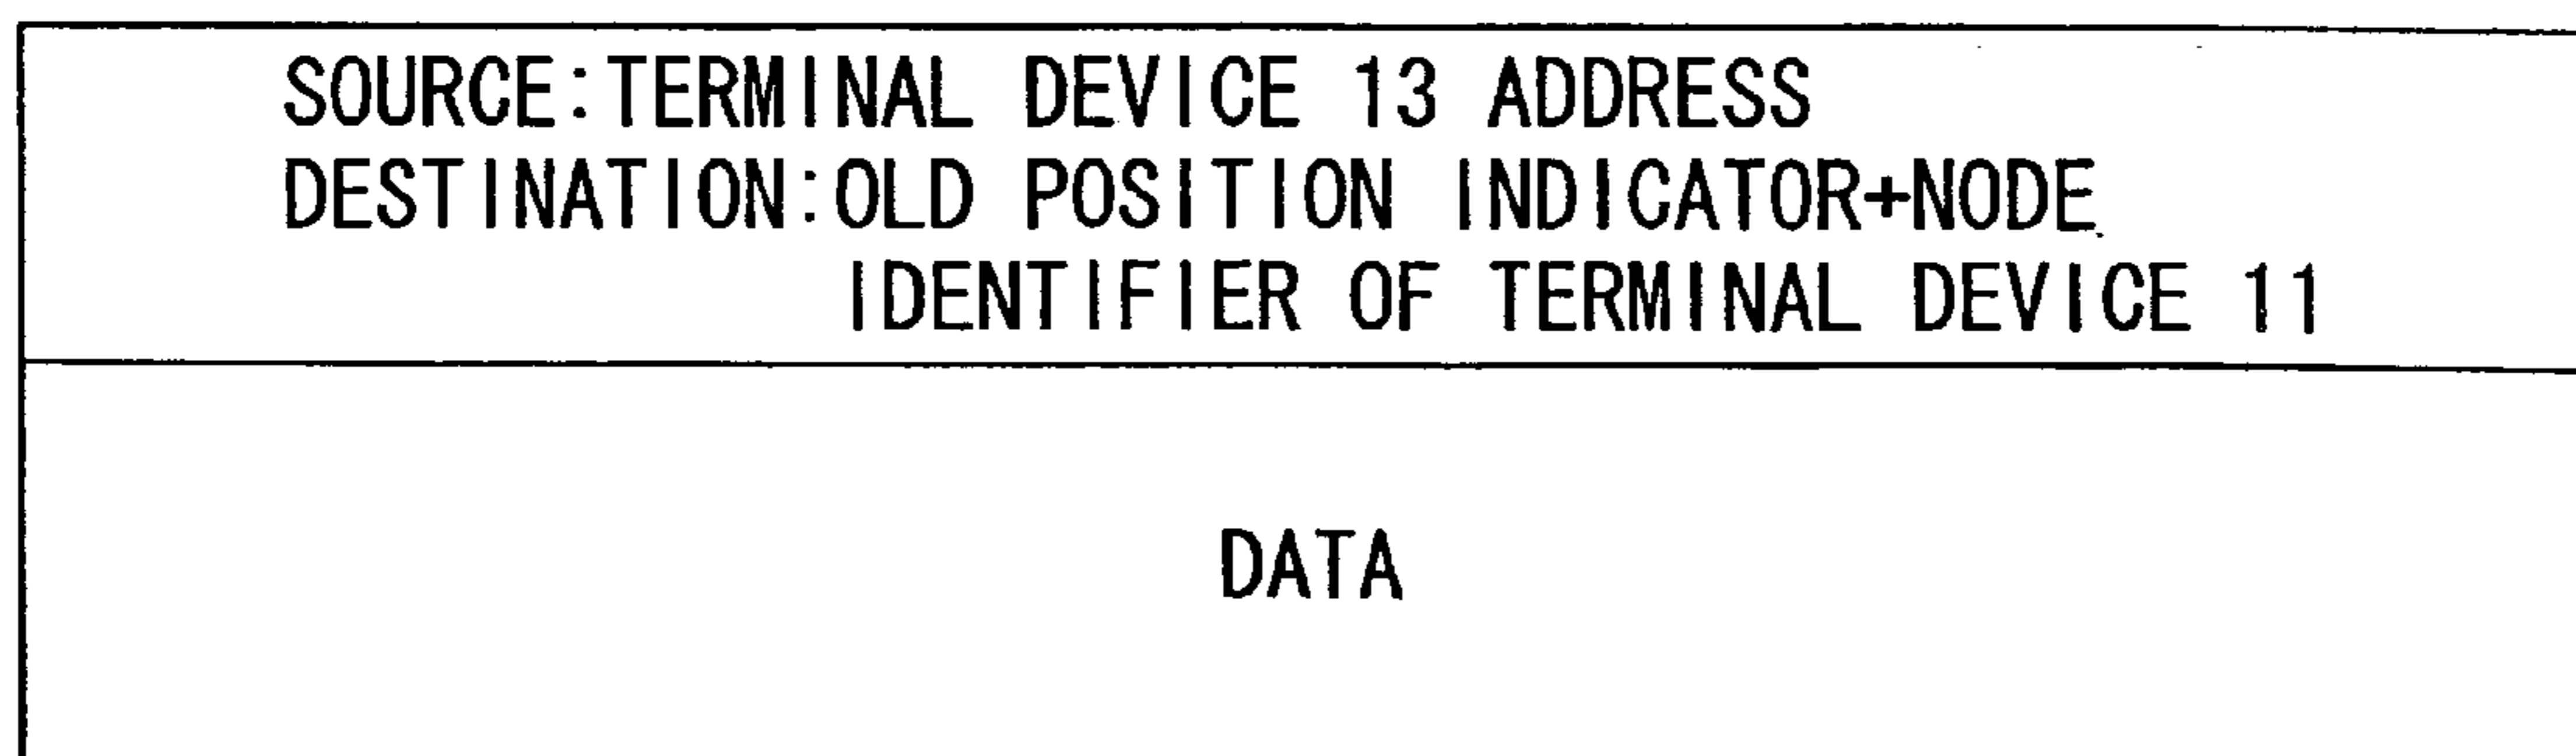 SOURCE:TERMINAL DEVICE 13 ADDRESS
DESTINATION:OLD POSITION INDICATOR+NODE
IDENTIFIER OF TERMINAL DEVICE 11
DATA